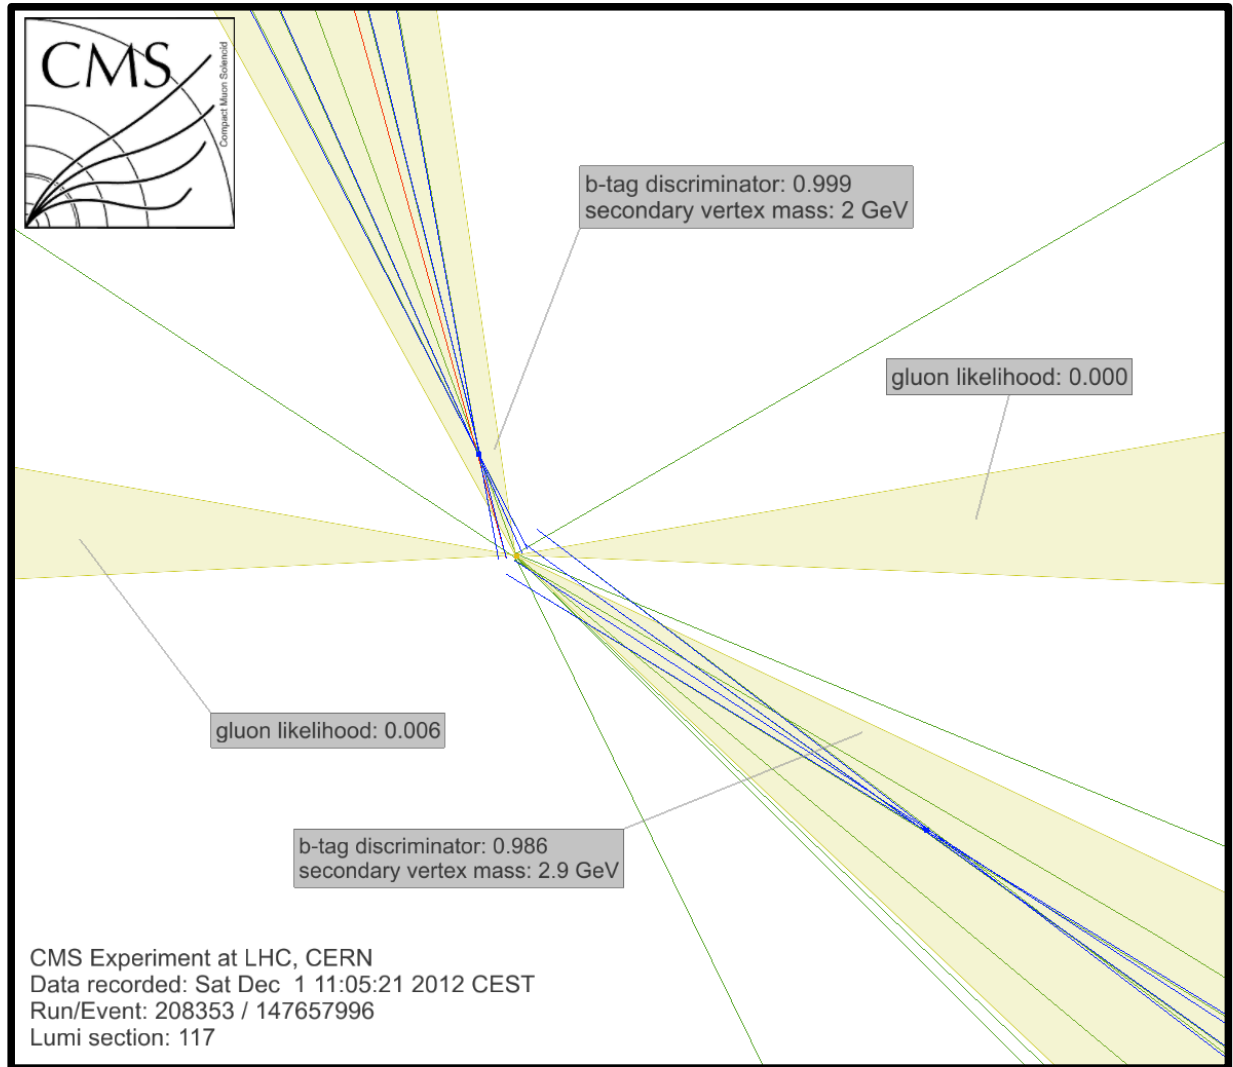 CMS
Compact Muon Solenoid
b-tag discriminator: 0.999
secondary vertex mass: 2 GeV
gluon likelihood: 0.000
gluon likelihood: 0.006
b-tag discriminator: 0.986
secondary vertex mass: 2.9 GeV
CMS Experiment at LHC, CERN
Data recorded: Sat Dec  1 11:05:21 2012 CEST
Run/Event: 208353 / 147657996
Lumi section: 117